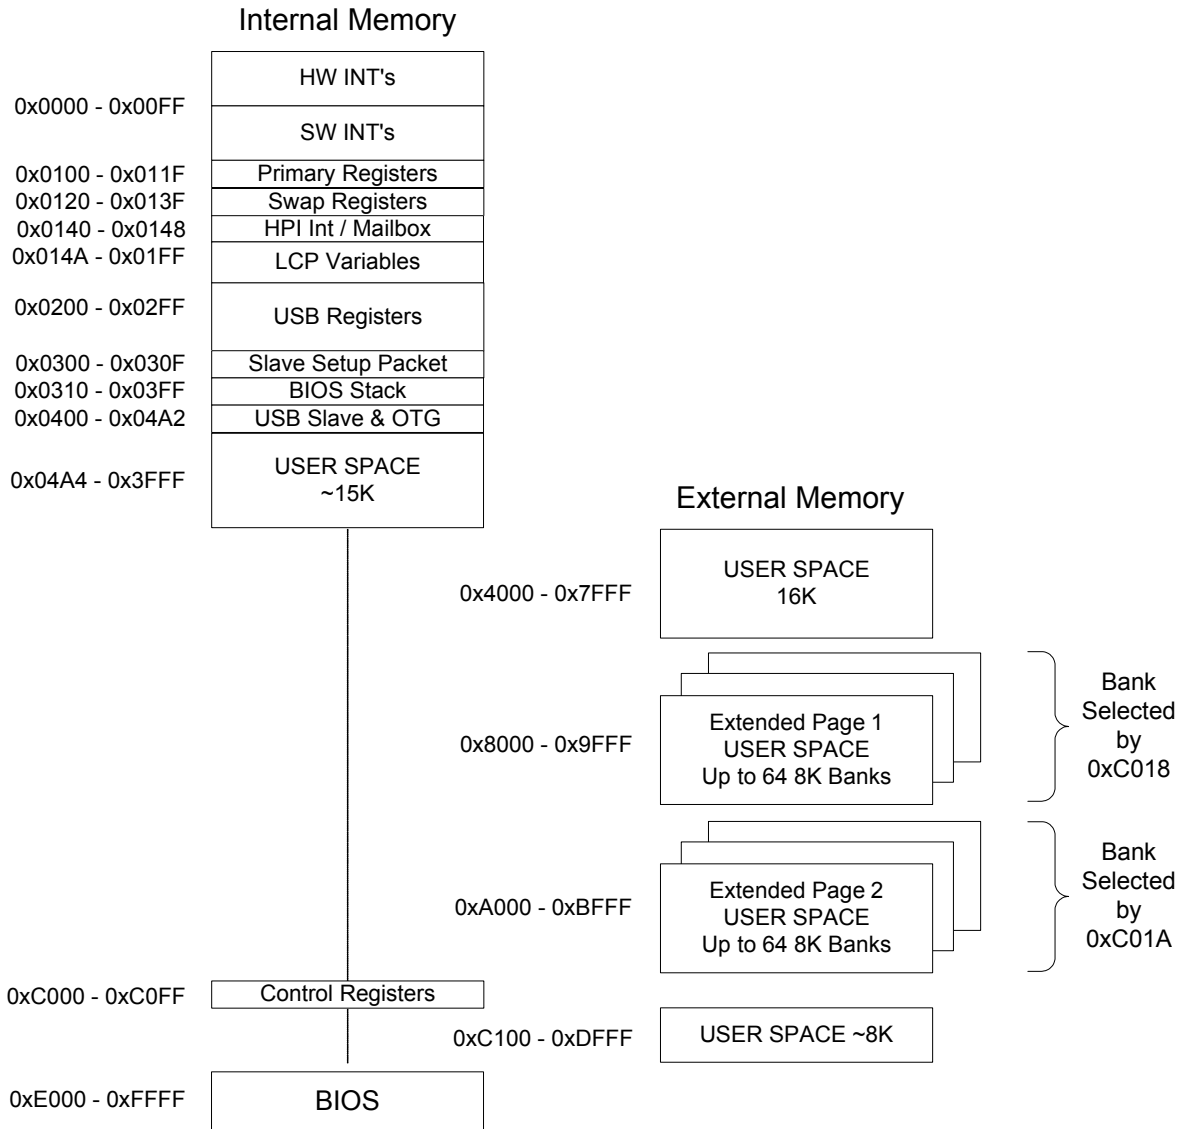 Internal Memory
HW INT's
0x0000 - 0x00FF
SW INT's
0x0100 - 0x011F
Primary Registers
0x0120 - 0x013F
Swap Registers
0x0140 - 0x0148
HPI Int / Mailbox
0x014A - 0x01FF
LCP Variables
0x0200 - 0x02FF
USB Registers
0x0300 - 0x030F
Slave Setup Packet
0x0310 - 0x03FF
BIOS Stack
0x0400 - 0x04A2
USB Slave & OTG
0x04A4 - 0x3FFF
USER SPACE
~15K
External Memory
0x4000 - 0x7FFF
USER SPACE
16K
0x8000 - 0x9FFF
Extended Page 1
USER SPACE
Up to 64 8K Banks
Bank
Selected
by
0xC018
0xA000 - 0xBFFF
Extended Page 2
USER SPACE
Up to 64 8K Banks
Bank
Selected
by
0xC01A
0xC000 - 0xC0FF
Control Registers
0xC100 - 0xDFFF
USER SPACE ~8K
0xE000 - 0xFFFF
BIOS